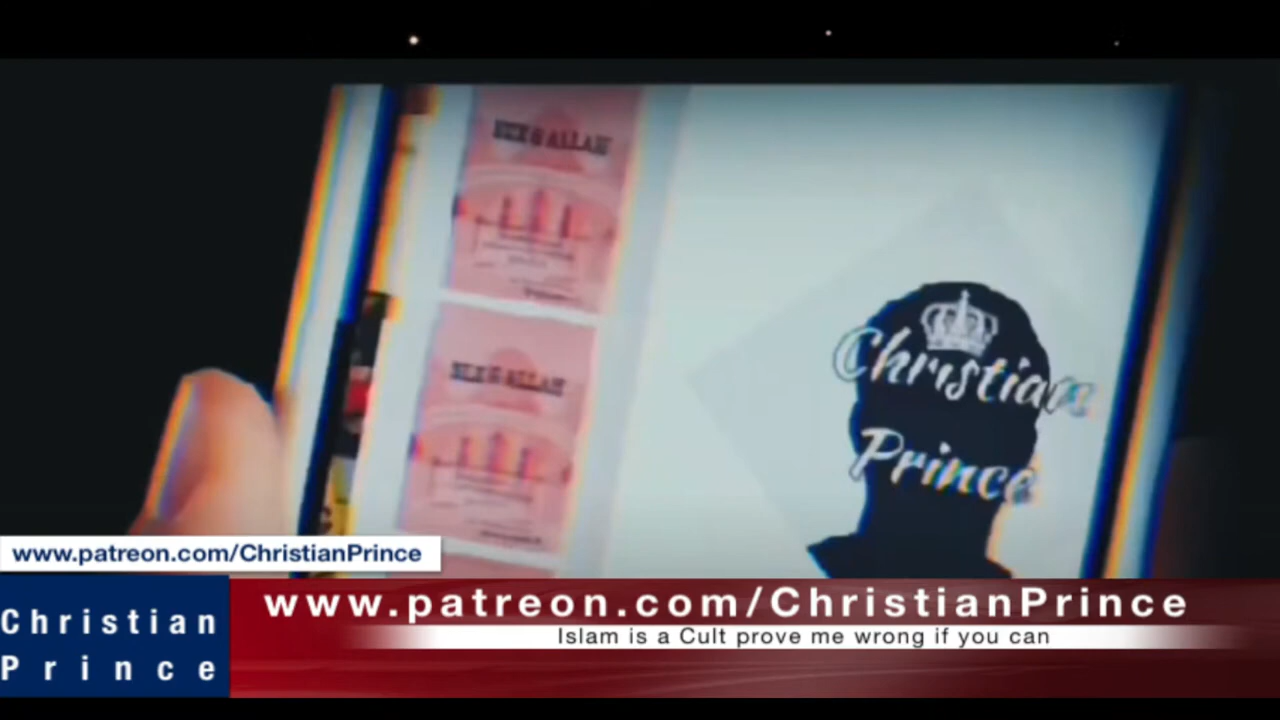 SEX & ALLAH
SEX & ALLAH
Christian
Prince
www.patreon.com/ChristianPrince
Christian
Prince
www.patreon.com/ChristianPrince
Islam is a Cult prove me wrong if you can